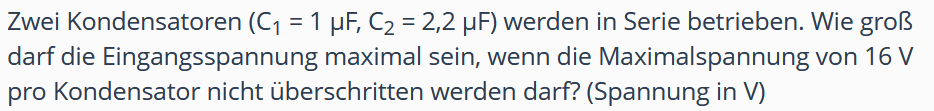 Zwei Kondensatoren (C₁ = 1 µF, C₂ = 2,2 µF) werden in Serie betrieben. Wie groß
darf die Eingangsspannung maximal sein, wenn die Maximalspannung von 16 V
pro Kondensator nicht überschritten werden darf? (Spannung in V)